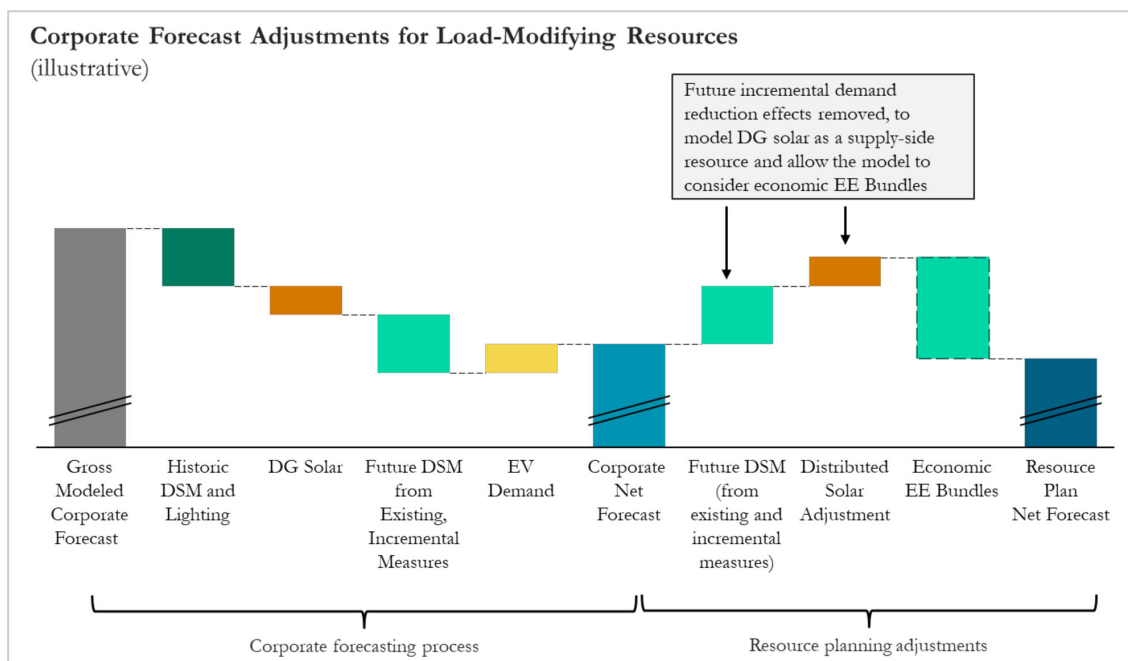 Corporate Forecast Adjustments for Load-Modifying Resources
(illustrative)
Future incremental demand
reduction effects removed, to
model DG solar as a supply-side
resource and allow the model to
consider economic EE Bundles
Gross
Modeled
Corporate
Forecast
Historic
DSM and
Lighting
DG Solar
Future DSM
from
Existing,
Incremental
Measures
EV
Demand
Corporate
Net
Forecast
Future DSM
(from
existing and
incremental
measures)
Distributed
Solar
Adjustment
Economic
EE Bundles
Resource
Plan
Net Forecast
Corporate forecasting process
Resource planning adjustments